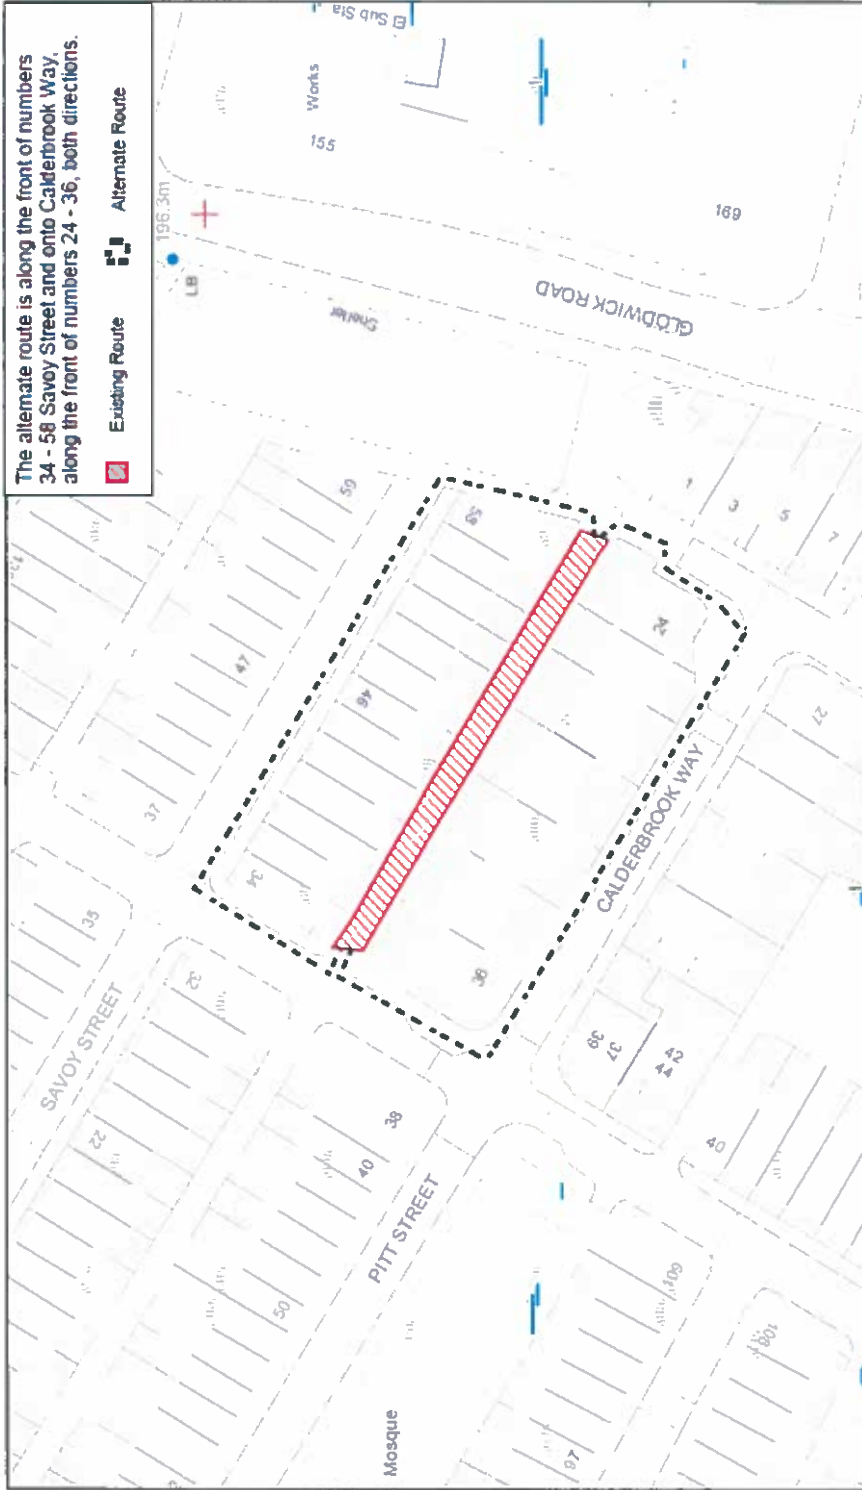 The alternate route is along the front of numbers
34 - 58 Savoy Street and onto Calderbrook Way,
along the front of numbers 24 - 36, both directions.
Existing Route
Alternate Route
El Sub Sta
Works
155
196.3m
LB
169
Shelter
GLODWICK ROAD
59
58
1
3
5
7
47
46
24
37
34
27
CALDERBROOK WAY
35
32
36
39
37
42
44
SAVOY STREET
22
38
40
40
PITT STREET
50
109
108
Mosque
97